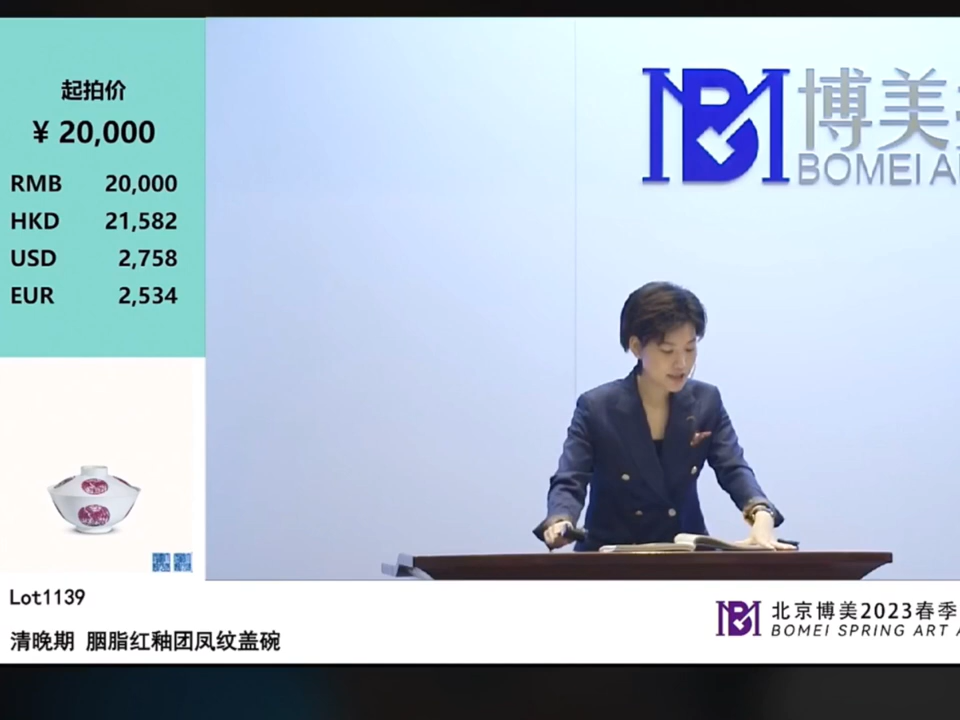 起拍价
¥ 20,000
RMB 20,000
HKD 21,582
USD 2,758
EUR 2,534
博美
BOMEI
Lot1139
清晚期 胭脂红釉团凤纹盖碗
北京博美2023春季
BOMEI SPRING ART